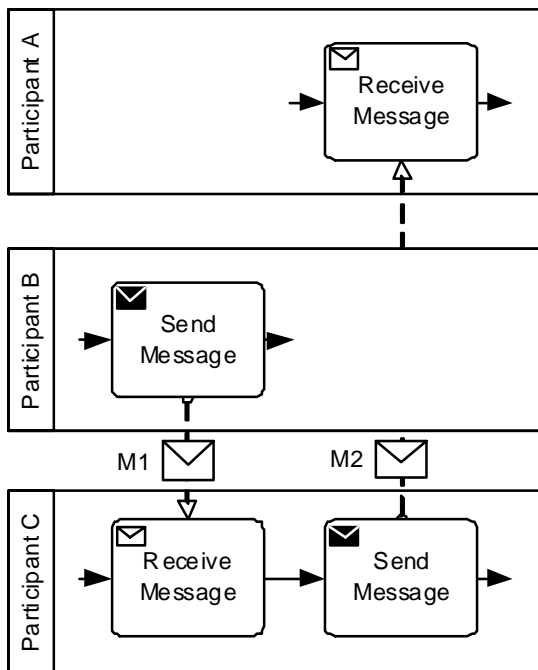 Participant A
Receive
Message
Participant B
Send
Message
M1
M2
Participant C
Receive
Message
Send
Message